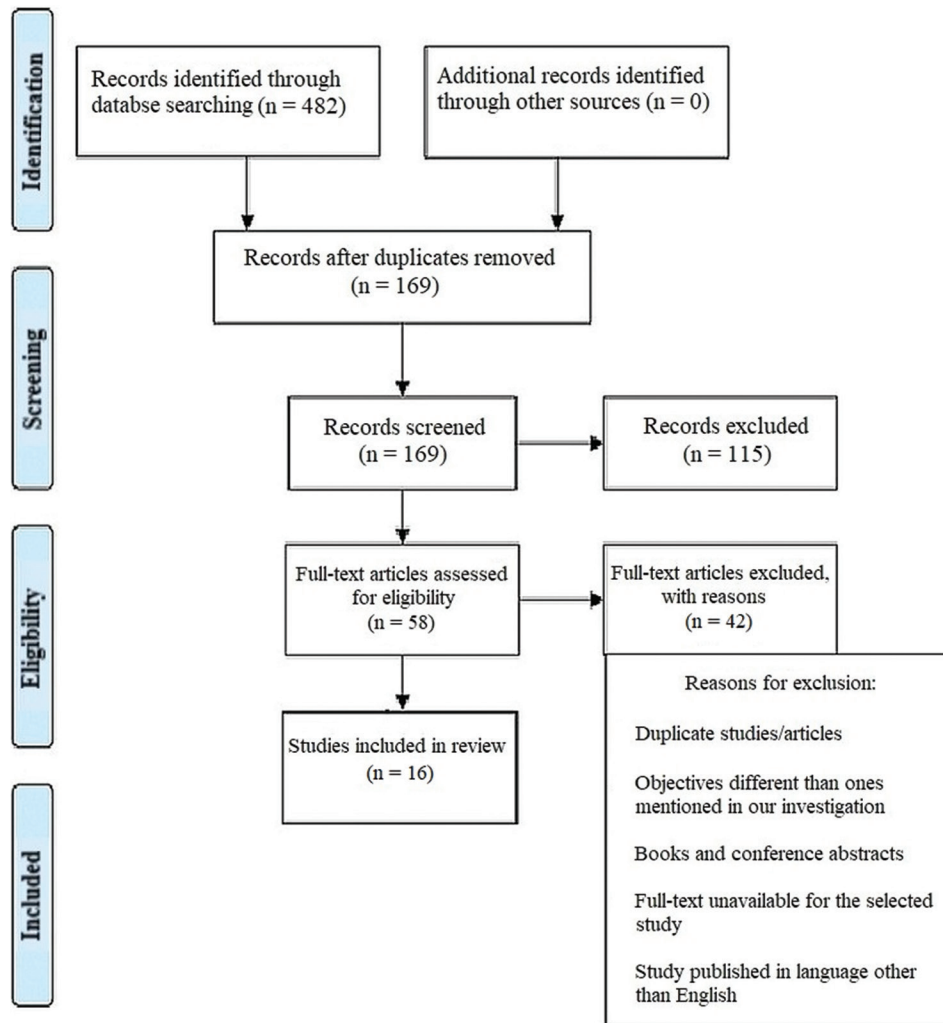 Identification
Records identified through
databse searching (n = 482)
Additional records identified
through other sources (n = 0)
Records after duplicates removed
(n = 169)
Screening
Records screened
(n = 169)
Records excluded
(n = 115)
Eligibility
Full-text articles assessed
for eligibility
(n = 58)
Full-text articles excluded,
with reasons
(n = 42)
Reasons for exclusion:
Duplicate studies/articles
Objectives different than ones
mentioned in our investigation
Books and conference abstracts
Full-text unavailable for the selected
study
Study published in language other
than English
Included
Studies included in review
(n = 16)